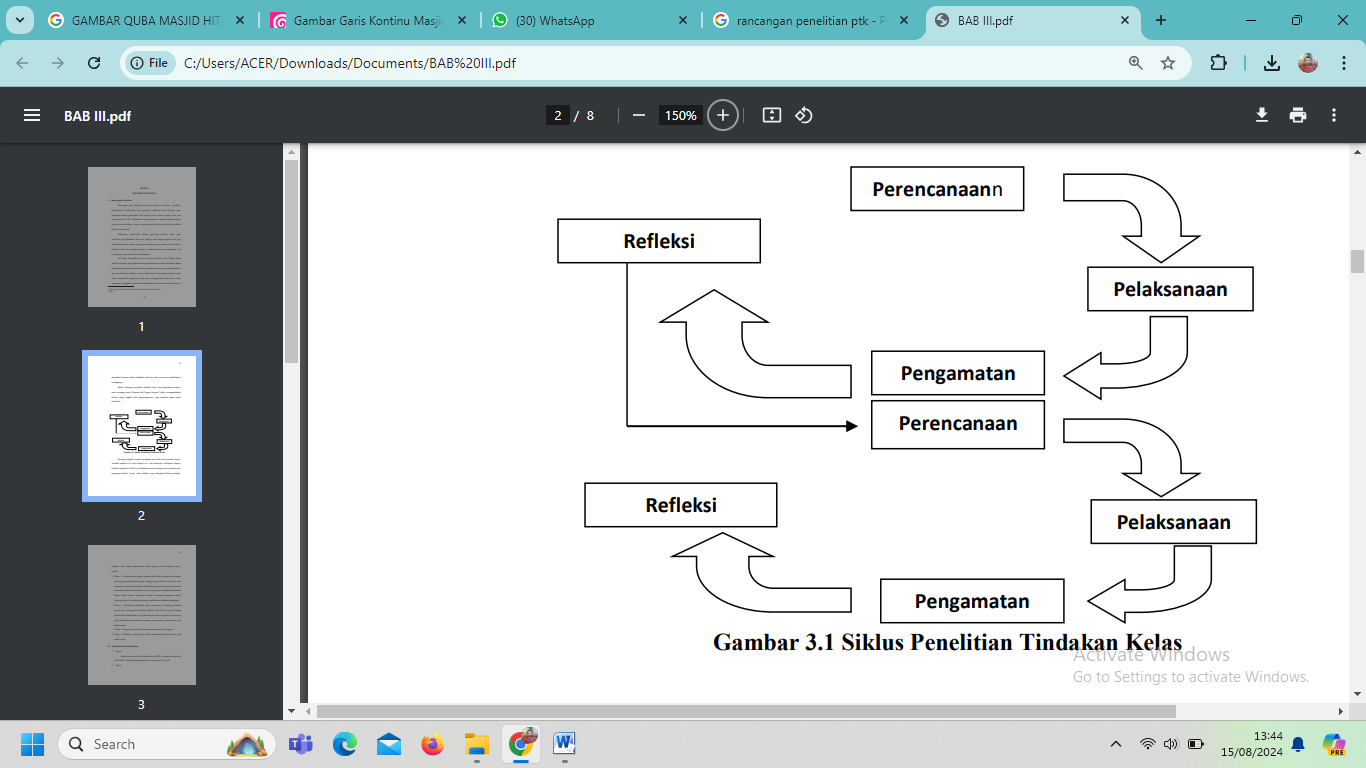 GAMBAR QUBA MASJID HIT
Gambar Garis Kontinu Masji
(30) WhatsApp
rancangan penelitian ptk - P
BAB III.pdf
File
C:/Users/ACER/Downloads/Documents/BAB%20III.pdf
BAB III.pdf
2 / 8
150%
1
2
3
Perencanaann
Refleksi
Pelaksanaan
Pengamatan
Perencanaan
Refleksi
Pelaksanaan
Pengamatan
Gambar 3.1 Siklus Penelitian Tindakan Kelas
Activate Windows
Go to Settings to activate Windows.
Search
PRE
13:44
15/08/2024